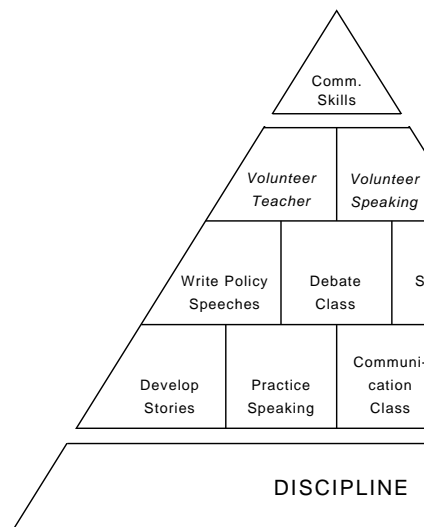 Comm.
Skills
Volunteer
Teacher
Volunteer
Speaking
Write Policy
Speeches
Debate
Class
S
Develop
Stories
Practice
Speaking
Communi-
cation
Class
DISCIPLINE